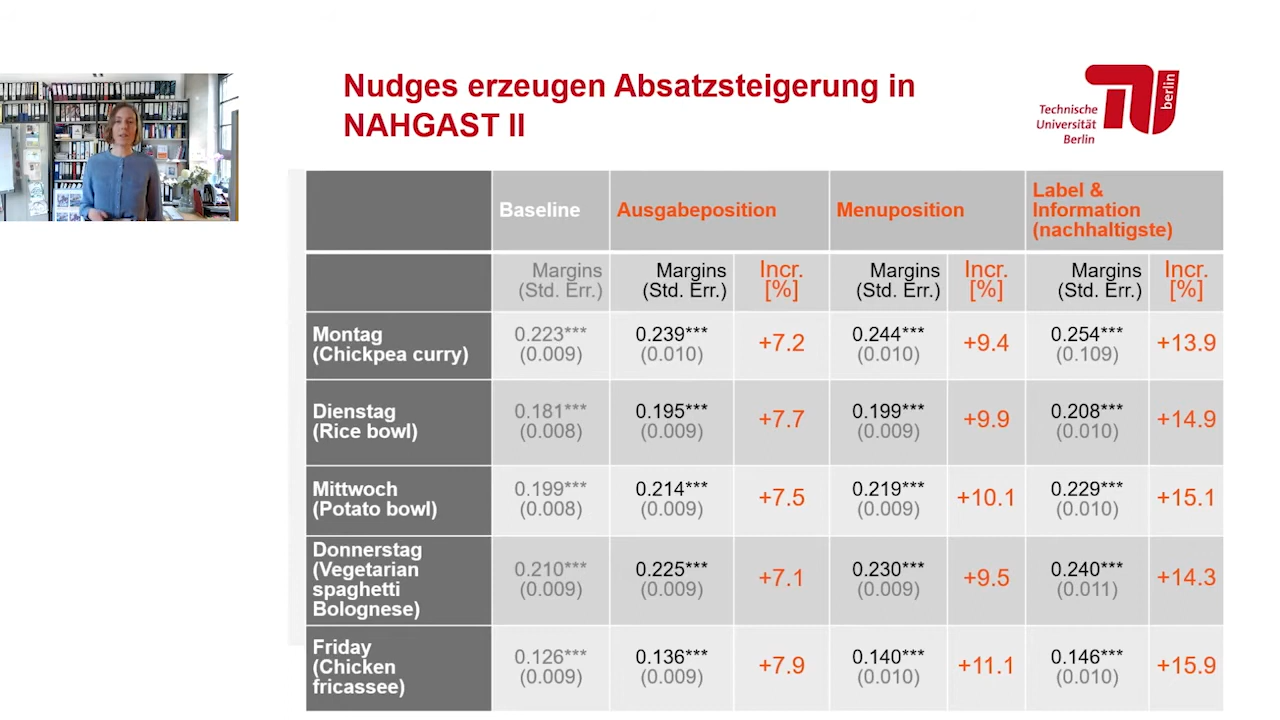 Nudges erzeugen Absatzsteigerung in
NAHGAST II
Technische
Universität
Berlin
berlin
Baseline
Ausgabeposition
Menuposition
Label &
Information
(nachhaltigste)
Margins
(Std. Err.)
Margins
(Std. Err.)
Incr.
[%]
Margins
(Std. Err.)
Incr.
[%]
Margins
(Std. Err.)
Incr.
[%]
Montag
(Chickpea curry)
0.223***
(0.009)
0.239***
(0.010)
+7.2
0.244***
(0.010)
+9.4
0.254***
(0.109)
+13.9
Dienstag
(Rice bowl)
0.181***
(0.008)
0.195***
(0.009)
+7.7
0.199***
(0.009)
+9.9
0.208***
(0.010)
+14.9
Mittwoch
(Potato bowl)
0.199***
(0.008)
0.214***
(0.009)
+7.5
0.219***
(0.009)
+10.1
0.229***
(0.010)
+15.1
Donnerstag
(Vegetarian
spaghetti
Bolognese)
0.210***
(0.009)
0.225***
(0.009)
+7.1
0.230***
(0.009)
+9.5
0.240***
(0.011)
+14.3
Friday
(Chicken
fricassee)
0.126***
(0.009)
0.136***
(0.009)
+7.9
0.140***
(0.010)
+11.1
0.146***
(0.010)
+15.9